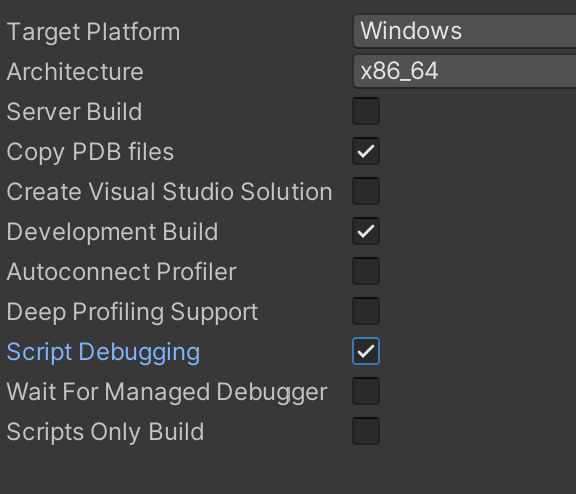 Target Platform Windows
Architecture x86_64
Server Build
Copy PDB files
Create Visual Studio Solution
Development Build
Autoconnect Profiler
Deep Profiling Support
Script Debugging
Wait For Managed Debugger
Scripts Only Build